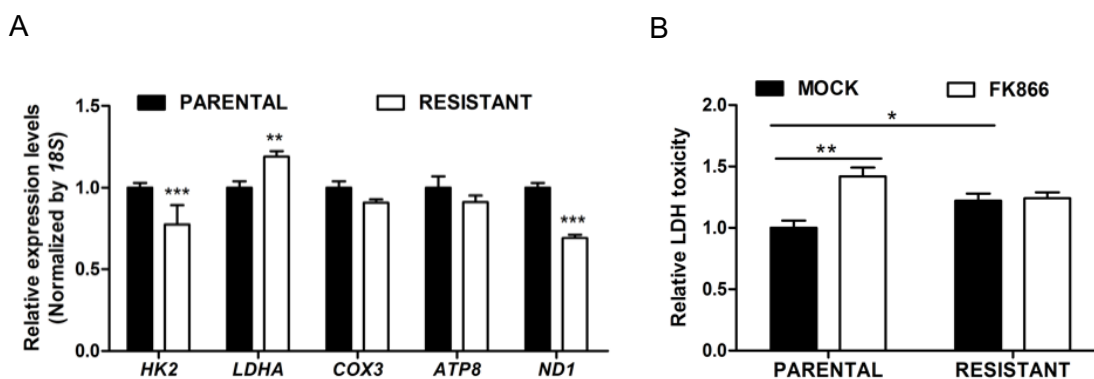 A
PARENTAL RESISTANT
Relative expression levels
(Normalized by 18S)
1.5
1.0
0.5
0.0
***
**
***
HK2 LDHA COX3 ATP8 ND1
B
MOCK FK866
Relative LDH toxicity
2.0
1.5
1.0
0.5
0.0
*
**
PARENTAL RESISTANT